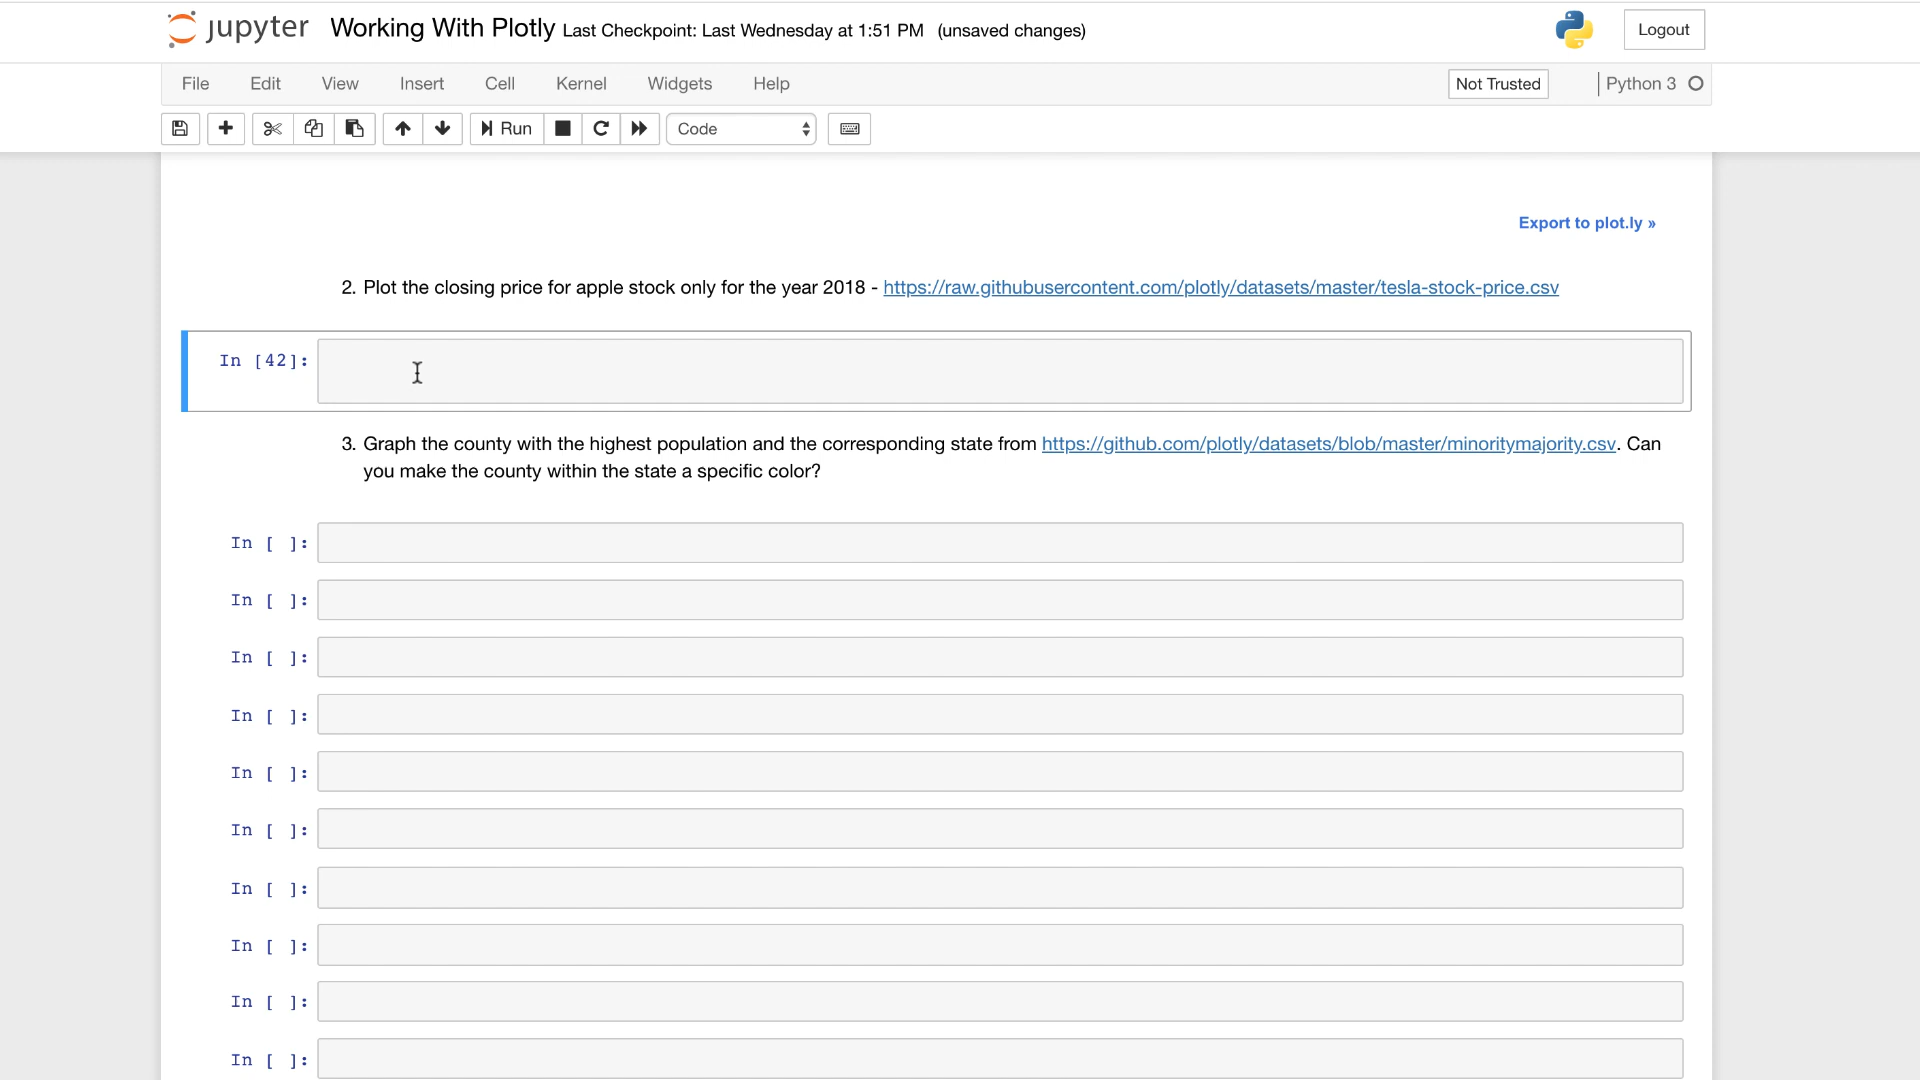 jupyter Working With Plotly Last Checkpoint: Last Wednesday at 1:51 PM (unsaved changes) Logout
File Edit View Insert Cell Kernel Widgets Help Not Trusted Python 3
Run Code
Export to plot.ly »
2. Plot the closing price for apple stock only for the year 2018 - https://raw.githubusercontent.com/plotly/datasets/master/tesla-stock-price.csv
In [42]:
3. Graph the county with the highest population and the corresponding state from https://github.com/plotly/datasets/blob/master/minoritymajority.csv. Can
you make the county within the state a specific color?
In [ ]:
In [ ]:
In [ ]:
In [ ]:
In [ ]:
In [ ]:
In [ ]:
In [ ]:
In [ ]:
In [ ]: